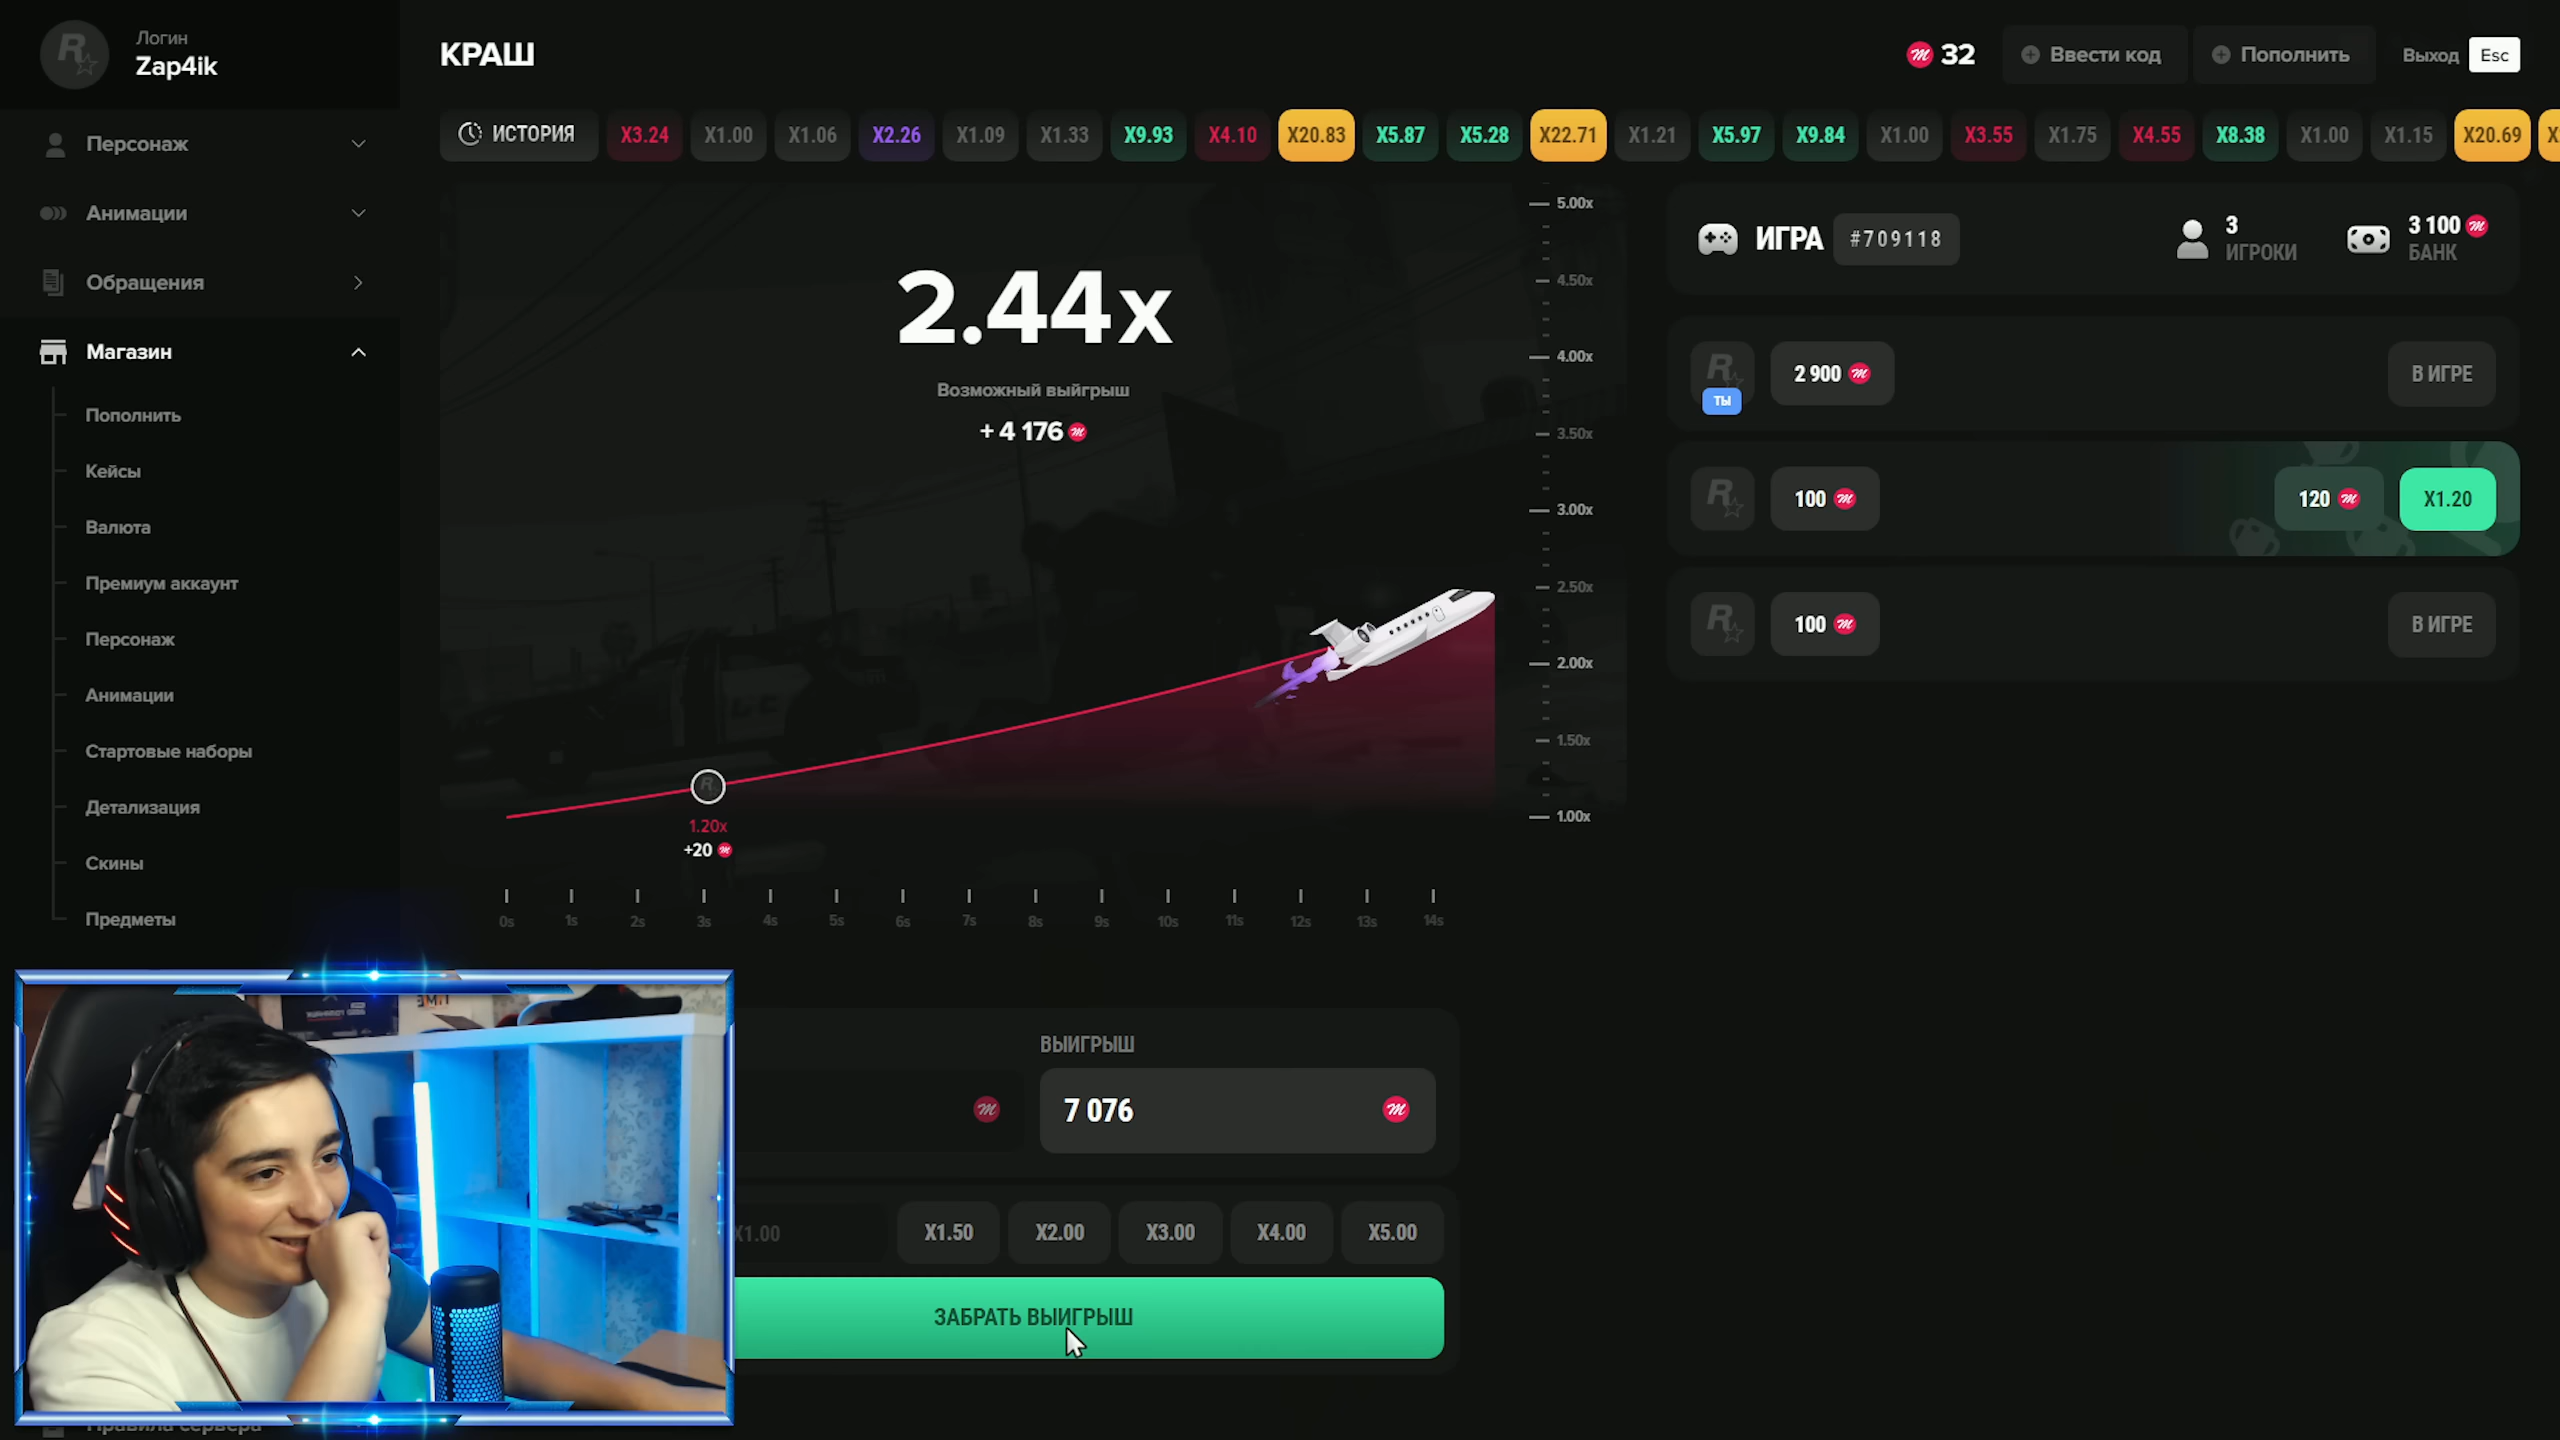 Логин
Zap4ik
КРАШ
32
Ввести код
Пополнить
Выход
Esc
ИСТОРИЯ
X3.24
X1.00
X1.06
X2.26
X1.09
X1.33
X9.93
X4.10
X20.83
X5.87
X5.28
X22.71
X1.21
X5.97
X9.84
X1.00
X3.55
X1.75
X4.55
X8.38
X1.00
X1.15
X20.69
Персонаж
Анимации
Обращения
Магазин
Пополнить
Кейсы
Валюта
Премиум аккаунт
Персонаж
Анимации
Стартовые наборы
Детализация
Скины
Предметы
Правила сервера
2.44x
Возможный выйгрыш
+ 4 176
5.00x
4.50x
4.00x
3.50x
3.00x
2.50x
2.00x
1.50x
1.00x
1.20x
+20
0s
1s
2s
3s
4s
5s
6s
7s
8s
9s
10s
11s
12s
13s
14s
ИГРА
#709118
3
ИГРОКИ
3 100
БАНК
ТЫ
2 900
В ИГРЕ
100
120
X1.20
100
В ИГРЕ
ВЫИГРЫШ
7 076
X1.00
X1.50
X2.00
X3.00
X4.00
X5.00
ЗАБРАТЬ ВЫИГРЫШ